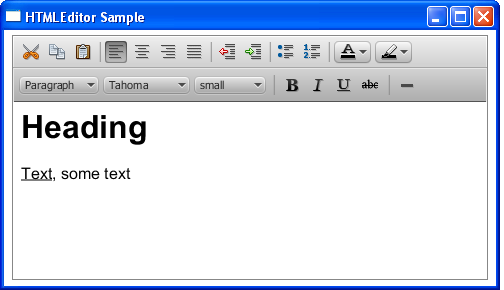 HTMLEditor Sample
A
Paragraph Tahoma small B I U abc
Heading
Text, some text